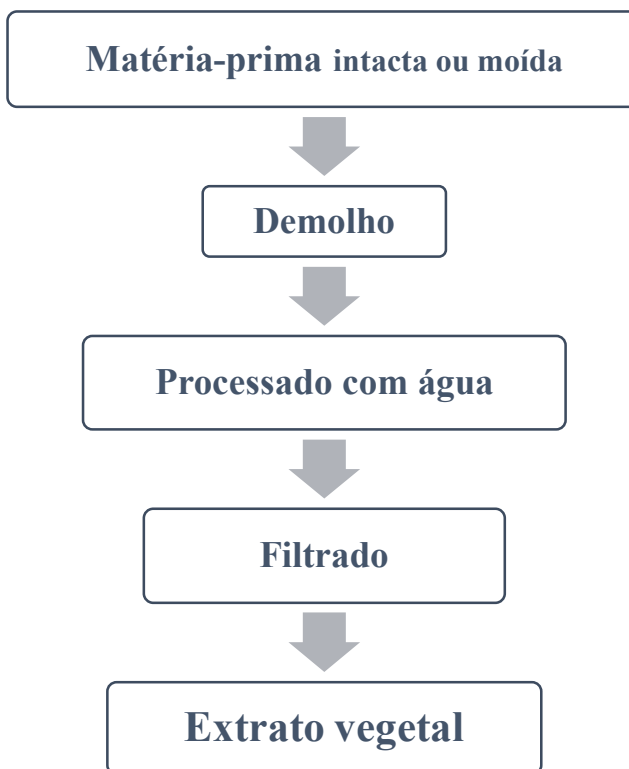 Matéria-prima intacta ou moída
Demolho
Processado com água
Filtrado
Extrato vegetal